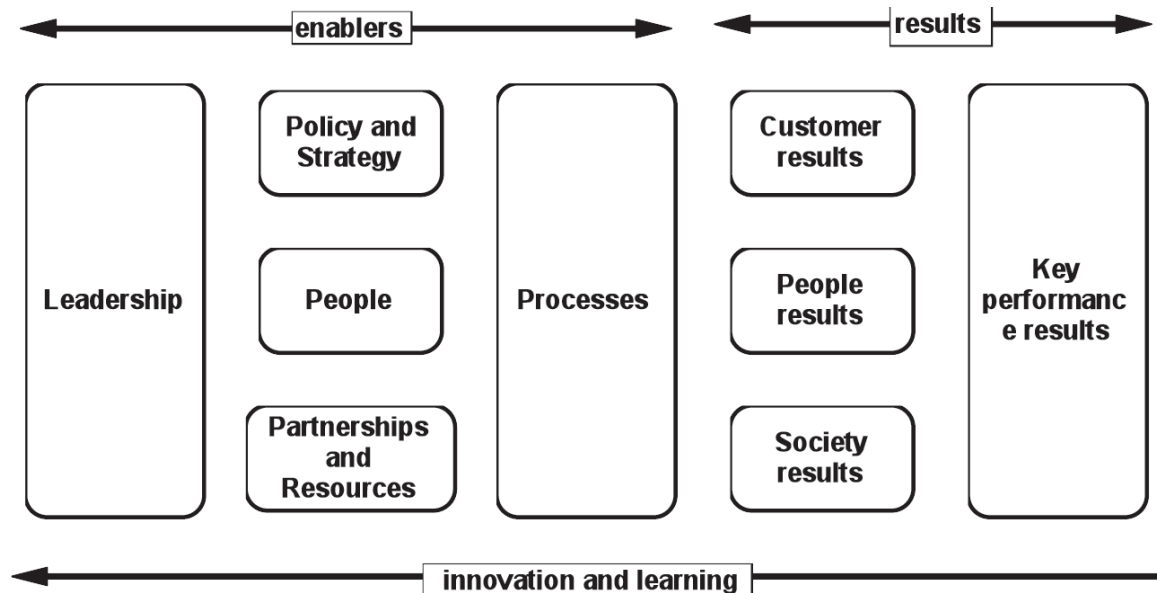 enablers
results
Leadership
Policy and
Strategy
People
Partnerships
and
Resources
Processes
Customer
results
People
results
Society
results
Key
performanc
e results
innovation and learning